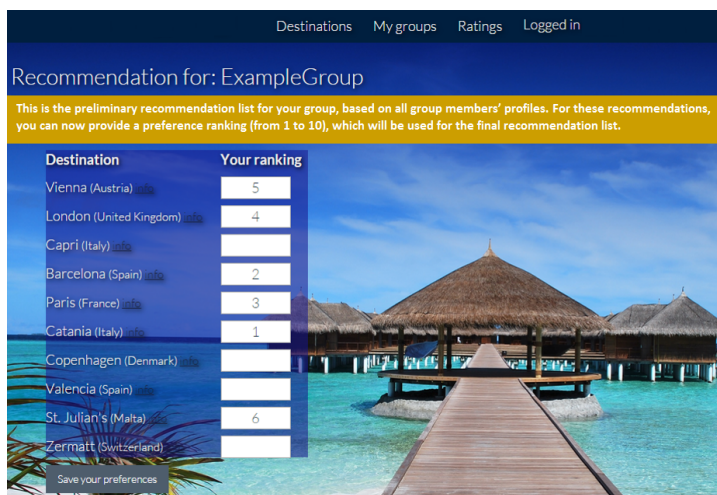 Destinations My groups Ratings Logged in
Recommendation for: ExampleGroup
This is the preliminary recommendation list for your group, based on all group members' profiles. For these recommendations,
you can now provide a preference ranking (from 1 to 10), which will be used for the final recommendation list.
Destination Your ranking
Vienna (Austria) info 5
London (United Kingdom) info 4
Capri (Italy) info
Barcelona (Spain) info 2
Paris (France) info 3
Catania (Italy) info 1
Copenhagen (Denmark) info
Valencia (Spain) info
St. Julian's (Malta) info 6
Zermatt (Switzerland)
Save your preferences